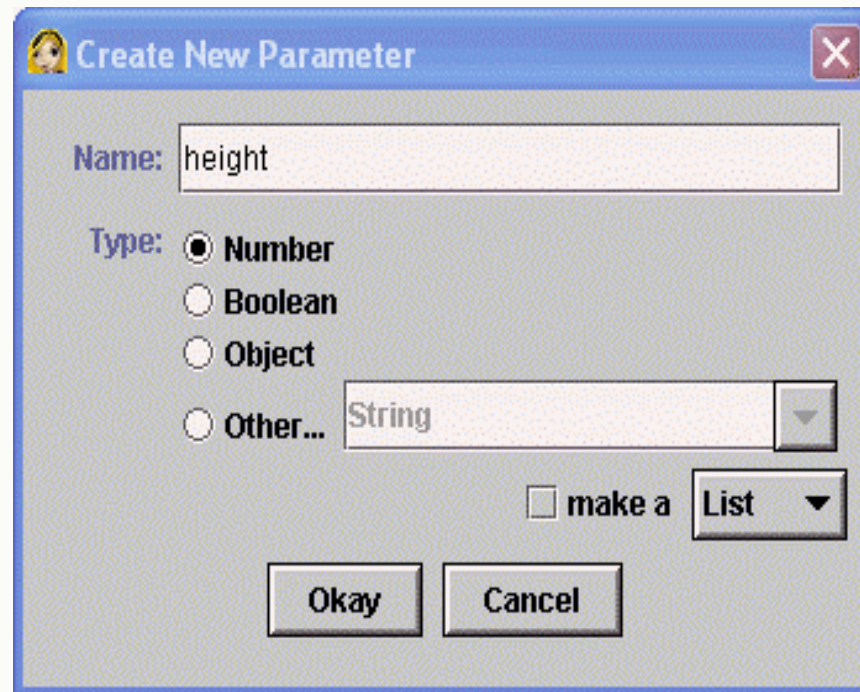 Create New Parameter
Name: height
Type: Number
Boolean
Object
Other... String
make a List
Okay Cancel